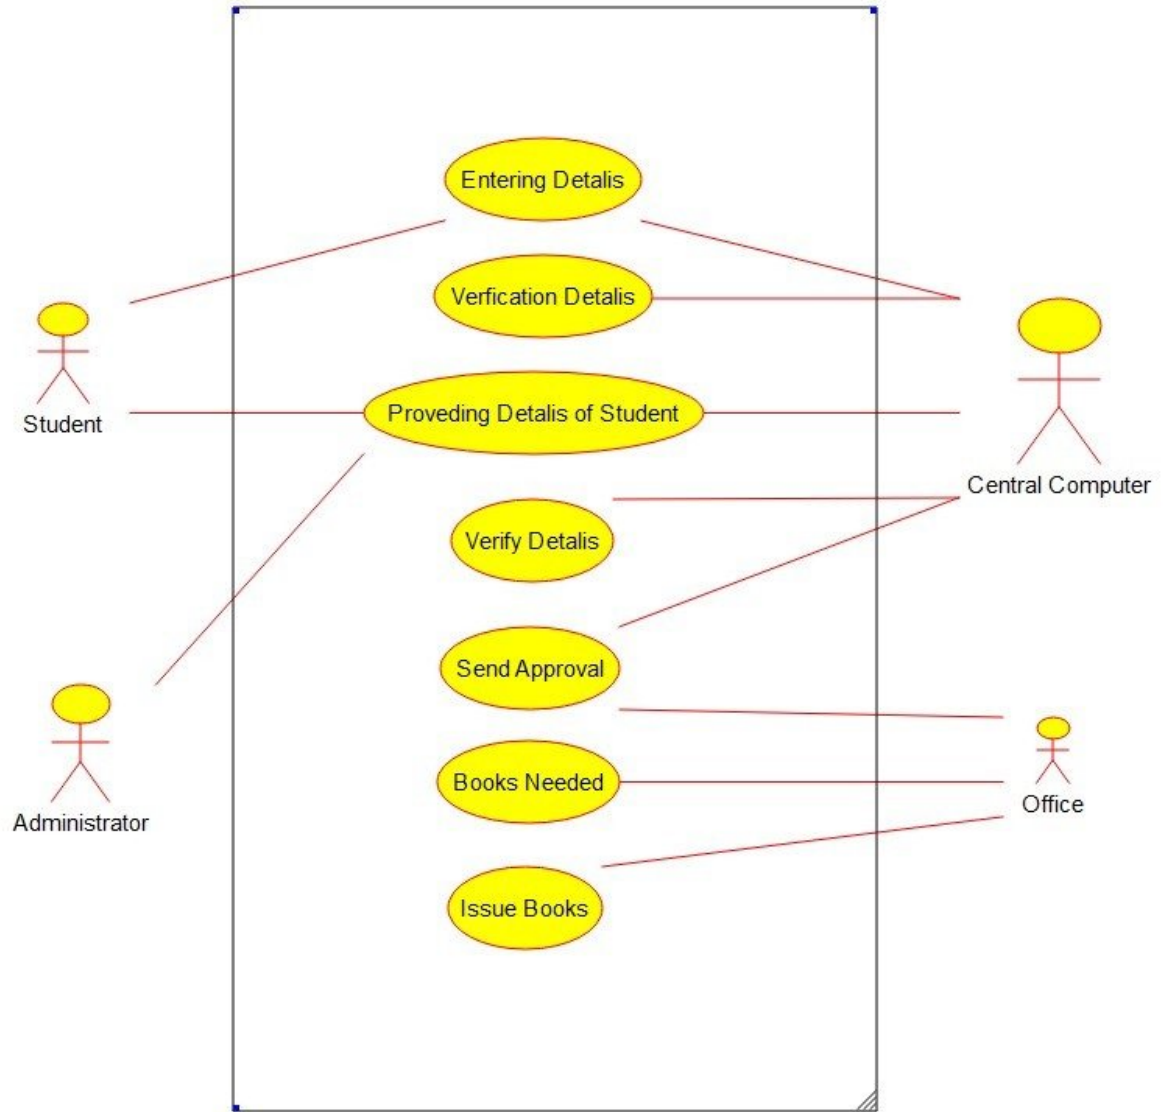 Entering Detalis
Verfication Detalis
Student
Proveding Detalis of Student
Central Computer
Verify Detalis
Send Approval
Administrator
Books Needed
Office
Issue Books